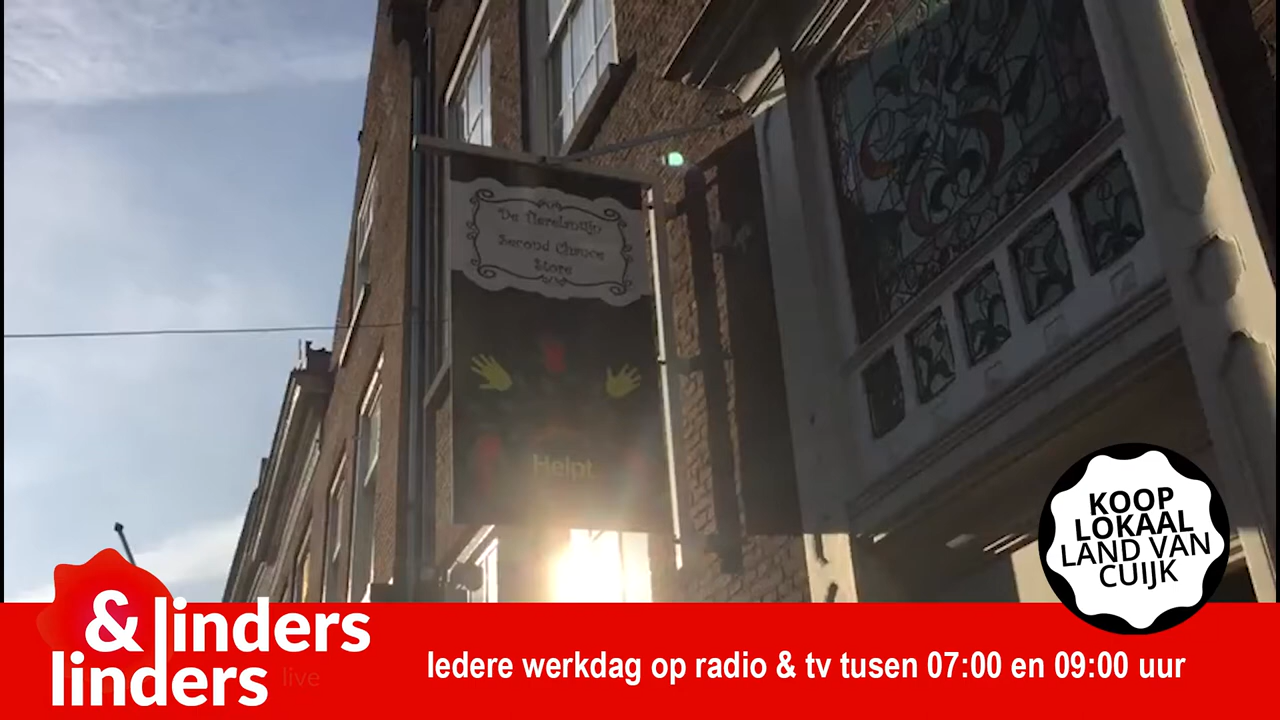 De Merelmtijn
Second Chance
Store
Helpt
KOOP
LOKAAL
LAND VAN
CUIJK
& linders
linders live
Iedere werkdag op radio & tv tusen 07:00 en 09:00 uur